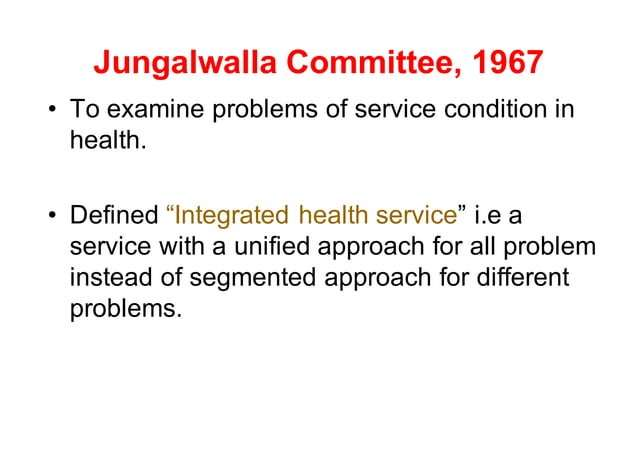 Jungalwalla Committee, 1967
• To examine problems of service condition in
health.
• Defined “Integrated health service” i.e a
service with a unified approach for all problem
instead of segmented approach for different
problems.